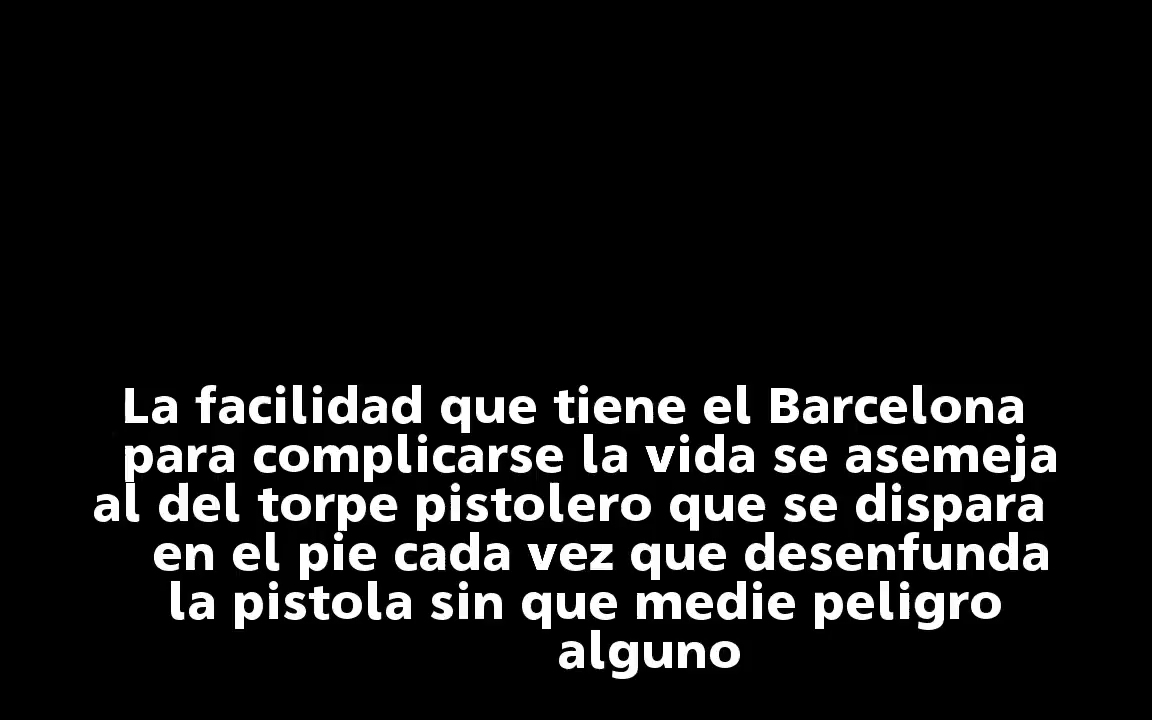 La facilidad que tiene el Barcelona
para complicarse la vida se asemeja
al del torpe pistolero que se dispara
en el pie cada vez que desenfunda
la pistola sin que medie peligro
alguno